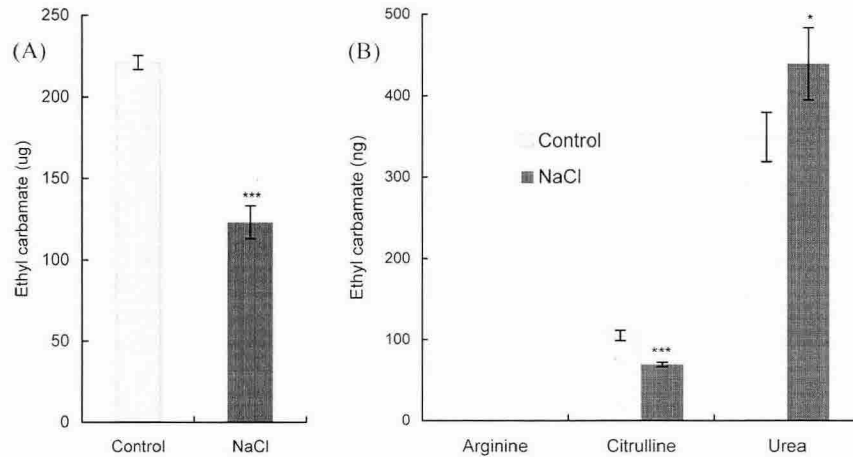 (A)
Ethyl carbamate (ug)
250
200
150
100
50
0
***
Control
NaCl
(B)
Ethyl carbamate (ng)
500
400
300
200
100
0
Control
NaCl
***
*
Arginine
Citrulline
Urea